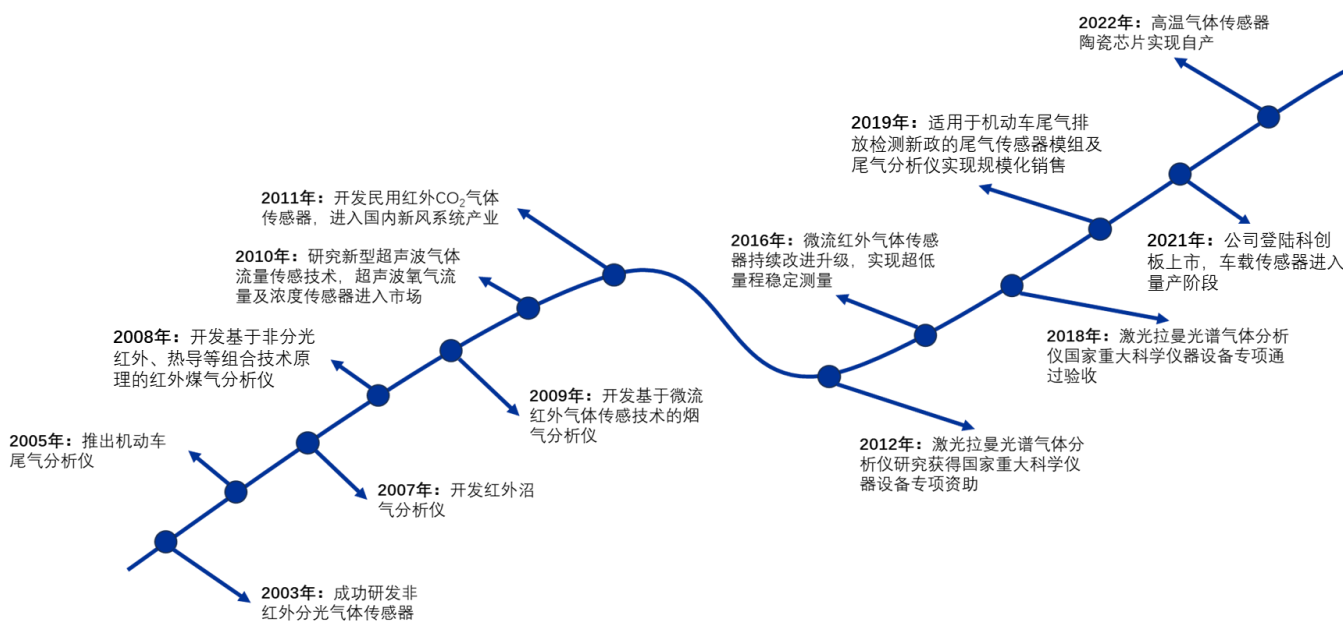 2022年：高温气体传感器
陶瓷芯片实现自产
2019年：适用于机动车尾气排
放检测新政的尾气传感器模组及
尾气分析仪实现规模化销售
2011年：开发民用红外CO₂气体
传感器，进入国内新风系统产业
2016年：微流红外气体传感
器持续改进升级，实现超低
量程稳定测量
2021年：公司登陆科创
板上市，车载传感器进入
量产阶段
2010年：研究新型超声波气体
流量传感技术，超声波氧气流
量及浓度传感器进入市场
2008年：开发基于非分光
红外、热导等组合技术原
理的红外煤气分析仪
2018年：激光拉曼光谱气体分析
仪国家重大科学仪器设备专项通
过验收
2009年：开发基于微流
红外气体传感技术的烟
气分析仪
2005年：推出机动车
尾气分析仪
2012年：激光拉曼光谱气体分
析仪研究获得国家重大科学仪
器设备专项资助
2007年：开发红外沼
气分析仪
2003年：成功研发非
红外分光气体传感器